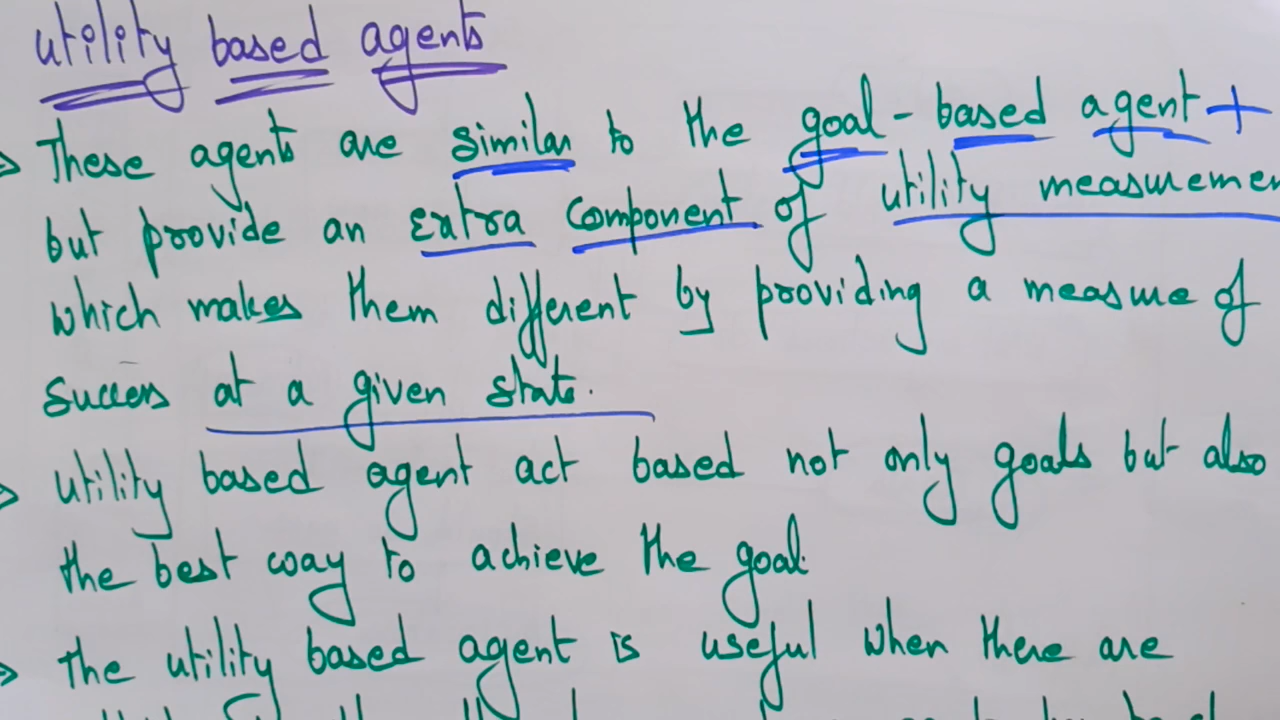 utility based agents
These agents are similar to the goal-based agent +
but provide an extra component of utility measuremen
which makes them different by providing a measure of
success at a given state.
utility based agent act based not only goals but also
the best way to achieve the goal.
the utility based agent is useful when there are